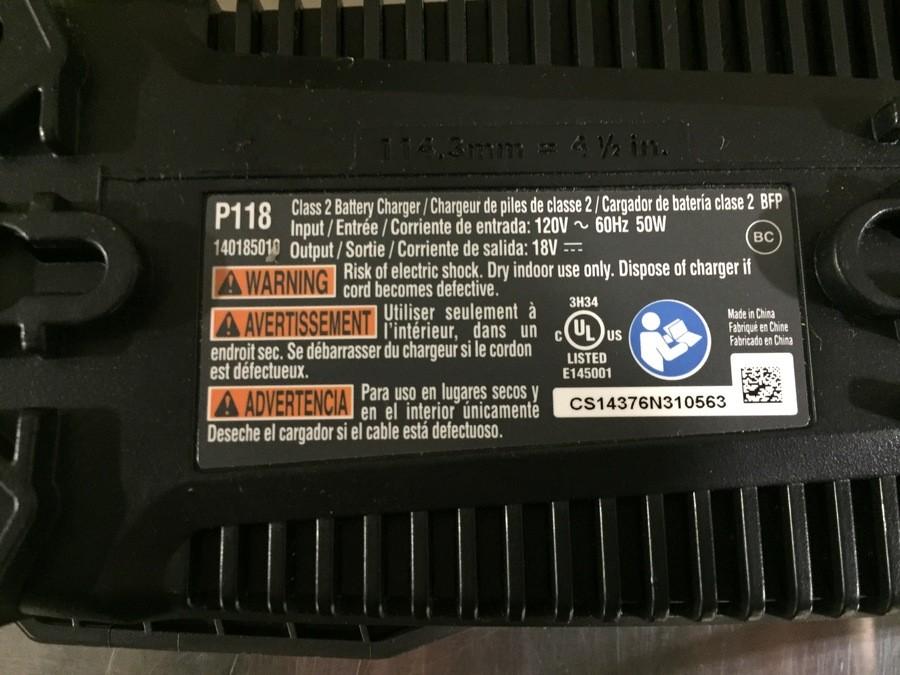 114.3mm = 4 ½ in.
P118 Class 2 Battery Charger / Chargeur de piles de classe 2 / Cargador de batería clase 2 BFP
Input / Entrée / Corriente de entrada: 120V ~ 60Hz 50W
140185010 Output / Sortie / Corriente de salida: 18V ⎓
BC
WARNING Risk of electric shock. Dry indoor use only. Dispose of charger if
cord becomes defective.
AVERTISSEMENT Utiliser seulement à
l'intérieur, dans un
endroit sec. Se débarrasser du chargeur si le cordon
est défectueux.
ADVERTENCIA Para uso en lugares secos y
en el interior únicamente
Deseche el cargador si el cable está defectuoso.
3H34
C UL US
LISTED
E145001
Made in China
Fabriqué en Chine
Fabricado en China
CS14376N310563